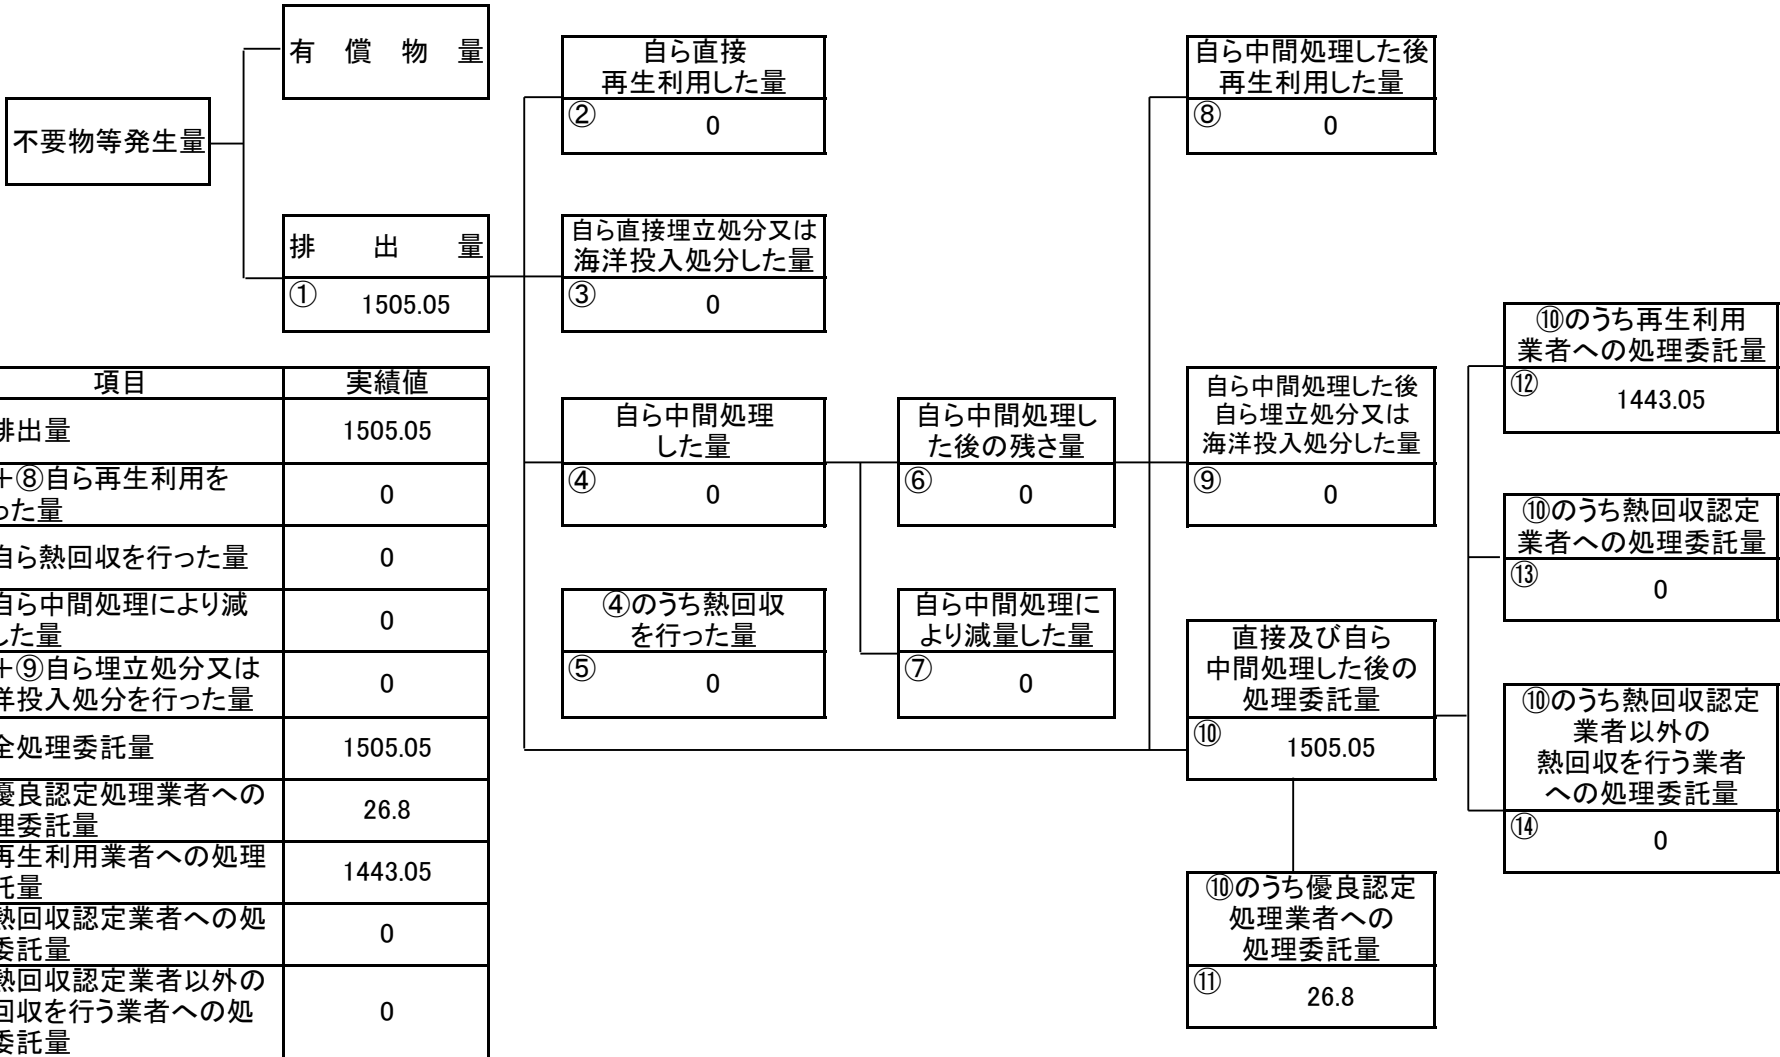 有償物量
不要物等発生量
排出量
① 1505.05
自ら直接
再生利用した量
② 0
自ら直接埋立処分又は
海洋投入処分した量
③ 0
自ら中間処理
した量
④ 0
④のうち熱回収
を行った量
⑤ 0
自ら中間処理し
た後の残さ量
⑥ 0
自ら中間処理に
より減量した量
⑦ 0
自ら中間処理した後
再生利用した量
⑧ 0
自ら中間処理した後
自ら埋立処分又は
海洋投入処分した量
⑨ 0
直接及び自ら
中間処理した後の
処理委託量
⑩ 1505.05
⑩のうち優良認定
処理業者への
処理委託量
⑪ 26.8
⑩のうち再生利用
業者への処理委託量
⑫ 1443.05
⑩のうち熱回収認定
業者への処理委託量
⑬ 0
⑩のうち熱回収認定
業者以外の
熱回収を行う業者
への処理委託量
⑭ 0
項目 実績値
排出量 1505.05
+⑧自ら再生利用を
った量 0
自ら熱回収を行った量 0
自ら中間処理により減
した量 0
+⑨自ら埋立処分又は
洋投入処分を行った量 0
全処理委託量 1505.05
優良認定処理業者への
理委託量 26.8
再生利用業者への処理
託量 1443.05
熱回収認定業者への処
委託量 0
熱回収認定業者以外の
回収を行う業者への処
委託量 0